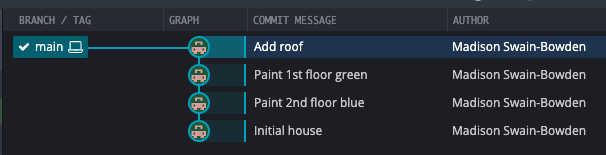 BRANCH / TAG GRAPH COMMIT MESSAGE AUTHOR
main Add roof Madison Swain-Bowden
Paint 1st floor green Madison Swain-Bowden
Paint 2nd floor blue Madison Swain-Bowden
Initial house Madison Swain-Bowden